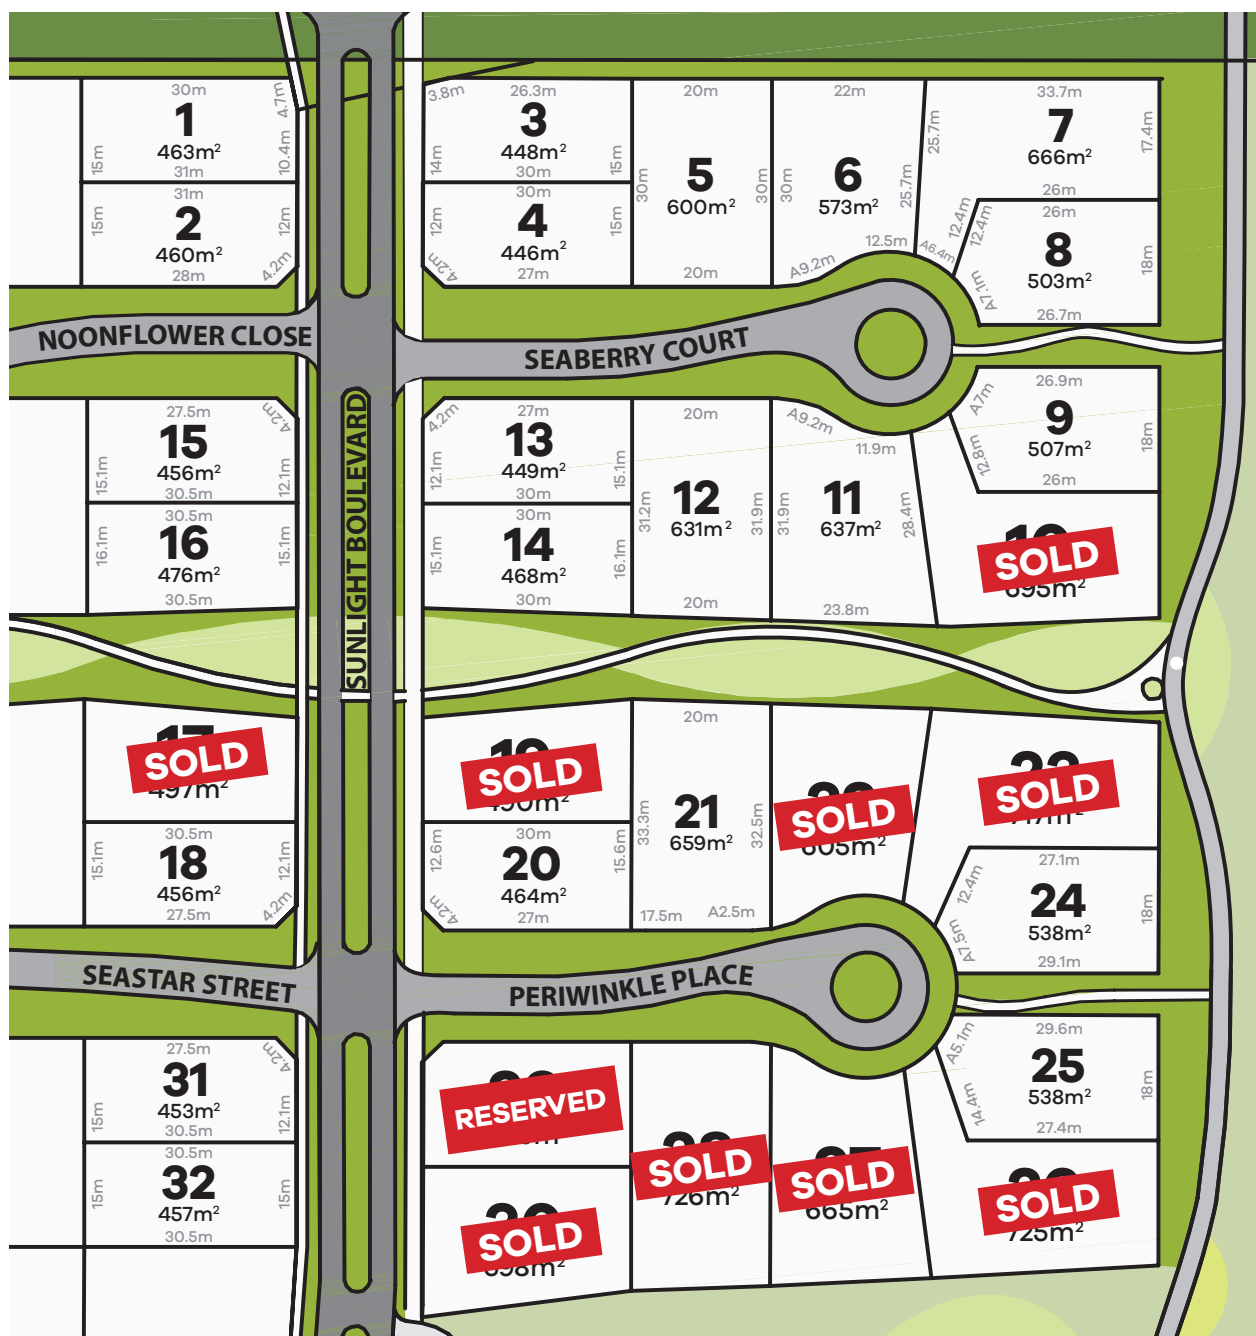 30m
4.7m
1
463m²
15m
10.4m
31m
31m
2
460m²
15m
12m
28m
4.2m
3.8m
26.3m
3
448m²
14m
15m
30m
30m
4
446m²
12m
15m
4.2m
27m
20m
5
600m²
30m
30m
20m
22m
6
573m²
30m
25.7m
12.5m
A9.2m
33.7m
7
666m²
25.7m
17.4m
26m
12.4m
A6.4m
26m
8
503m²
12.4m
18m
A7.1m
26.7m
NOONFLOWER CLOSE
SEABERRY COURT
SUNLIGHT BOULEVARD
27.5m
4.2m
15
456m²
15.1m
12.1m
30.5m
30.5m
16
476m²
16.1m
15.1m
30.5m
4.2m
27m
13
449m²
12.1m
15.1m
30m
30m
14
468m²
15.1m
16.1m
30m
20m
12
631m²
31.2m
31.9m
20m
A9.2m
11.9m
11
637m²
31.9m
28.4m
23.8m
A7m
26.9m
9
507m²
12.8m
18m
26m
SOLD
695m²
SOLD
497m²
30.5m
18
456m²
15.1m
12.1m
27.5m
4.2m
SOLD
30m
20
464m²
12.6m
15.6m
4.2m
27m
20m
21
659m²
33.3m
32.5m
17.5m
A2.5m
SOLD
605m²
SOLD
27.1m
24
538m²
12.4m
18m
A7.5m
29.1m
SEASTAR STREET
PERIWINKLE PLACE
27.5m
4.2m
31
453m²
15m
12.1m
30.5m
30.5m
32
457m²
15m
15m
30.5m
RESERVED
SOLD
SOLD
726m²
SOLD
665m²
A5.1m
29.6m
25
538m²
14.4m
18m
27.4m
SOLD
725m²